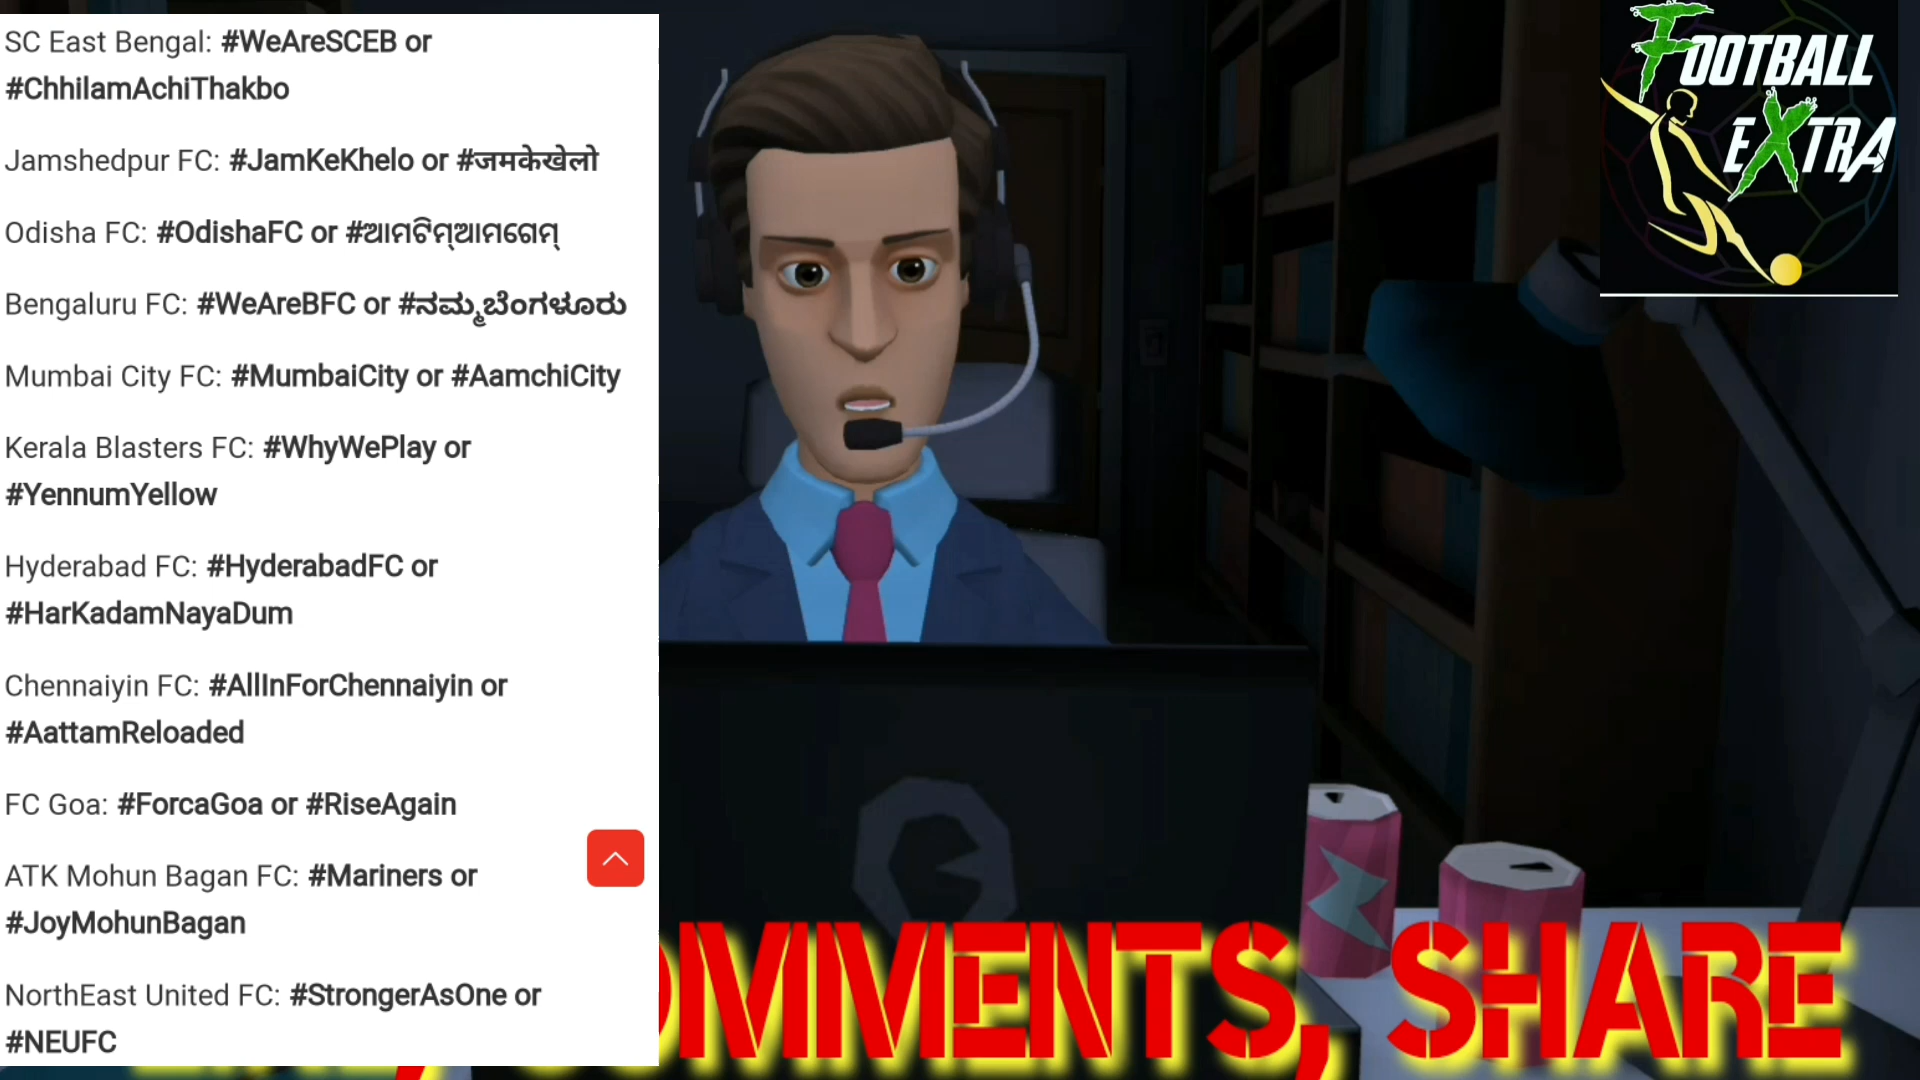 SC East Bengal: #WeAreSCEB or
#ChhilamAchiThakbo
Jamshedpur FC: #JamKeKhelo or #जमकेखेलो
Odisha FC: #OdishaFC or #ଆମଟିମ୍ଆମଗେମ୍
Bengaluru FC: #WeAreBFC or #ನಮ್ಮಬೆಂಗಳೂರು
Mumbai City FC: #MumbaiCity or #AamchiCity
Kerala Blasters FC: #WhyWePlay or
#YennumYellow
Hyderabad FC: #HyderabadFC or
#HarKadamNayaDum
Chennaiyin FC: #AllInForChennaiyin or
#AattamReloaded
FC Goa: #ForcaGoa or #RiseAgain
ATK Mohun Bagan FC: #Mariners or
#JoyMohunBagan
NorthEast United FC: #StrongerAsOne or
#NEUFC
FOOTBALL
EXTRA
OMMENTS, SHARE